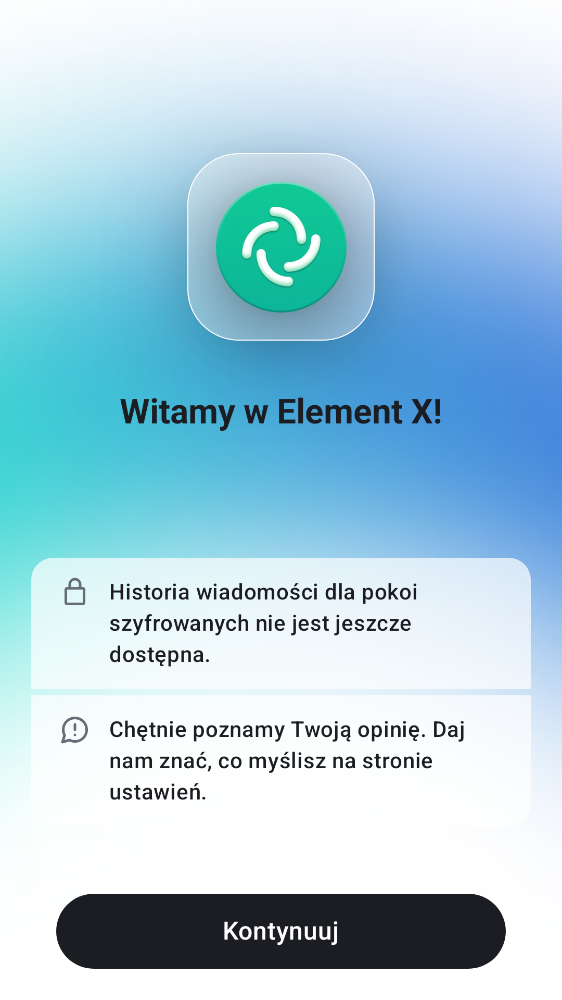 Witamy w Element X!
Historia wiadomości dla pokoi
szyfrowanych nie jest jeszcze
dostępna.
Chętnie poznamy Twoją opinię. Daj
nam znać, co myślisz na stronie
ustawień.
Kontynuuj